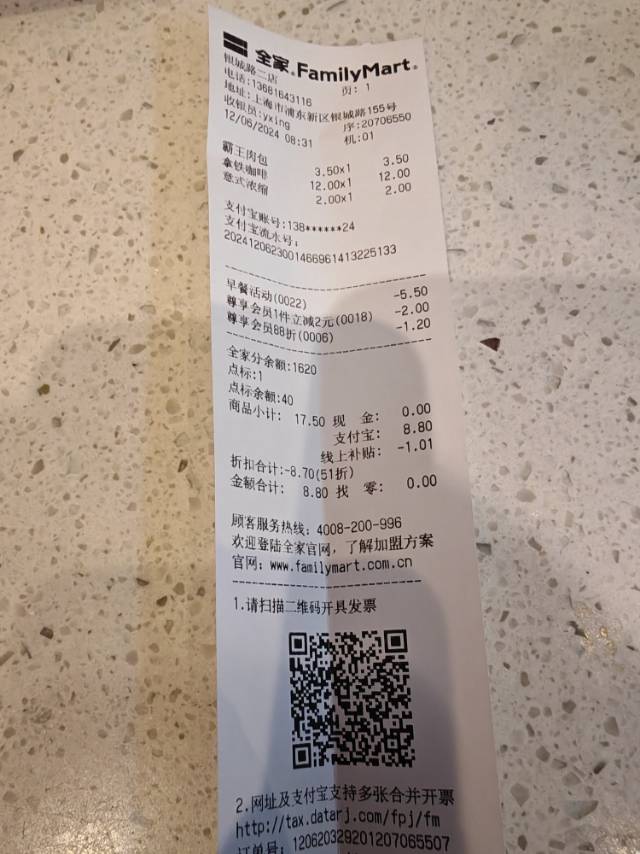 全家 FamilyMart
银城路二店 页: 1
电话:13681643116
地址:上海市浦东新区银城路155号
收银员:yxing 序:20706550
12/06/2024 08:31 机:01
霸王肉包 3.50x1 3.50
拿铁咖啡 12.00x1 12.00
意式浓缩 2.00x1 2.00
支付宝账号:138******24
支付宝流水号:
2024120623001466961413225133
早餐活动(0022) -5.50
尊享会员1件立减2元(0018) -2.00
尊享会员88折(0006) -1.20
全家分余额:1620
点标:1
点标余额:40
商品小计: 17.50 现 金: 0.00
支付宝: 8.80
线上补贴: -1.01
折扣合计:-8.70(51折)
金额合计: 8.80 找 零: 0.00
顾客服务热线: 4008-200-996
欢迎登陆全家官网,了解加盟方案
官网: www.familymart.com.cn
1.请扫描二维码开具发票
2.网址及支付宝支持多张合并开票
http://tax.datarj.com/fpj/fm
订单号: 120620329201207065507